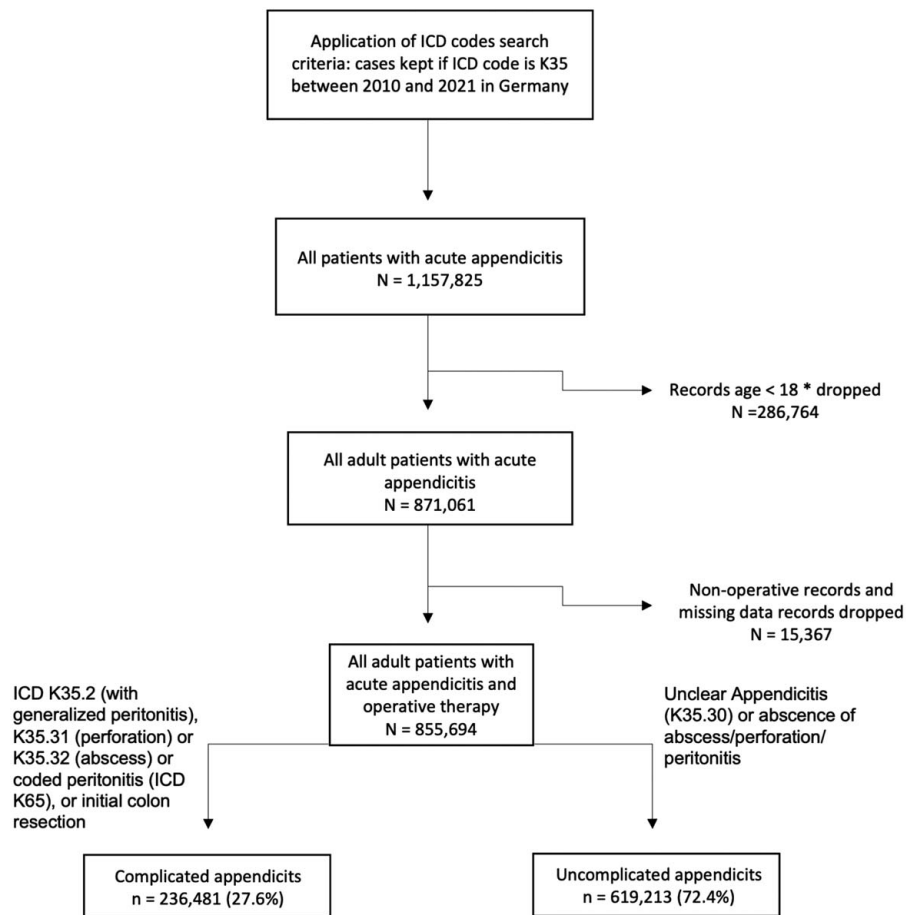 Application of ICD codes search
criteria: cases kept if ICD code is K35
between 2010 and 2021 in Germany
All patients with acute appendicitis
N = 1,157,825
Records age < 18 * dropped
N =286,764
All adult patients with acute
appendicitis
N = 871,061
Non-operative records and
missing data records dropped
N = 15,367
All adult patients with
acute appendicitis and
operative therapy
N = 855,694
ICD K35.2 (with
generalized peritonitis),
K35.31 (perforation) or
K35.32 (abscess) or
coded peritonitis (ICD
K65), or initial colon
resection
Unclear Appendicitis
(K35.30) or abscence of
abscess/perforation/
peritonitis
Complicated appendicits
n = 236,481 (27.6%)
Uncomplicated appendicits
n = 619,213 (72.4%)